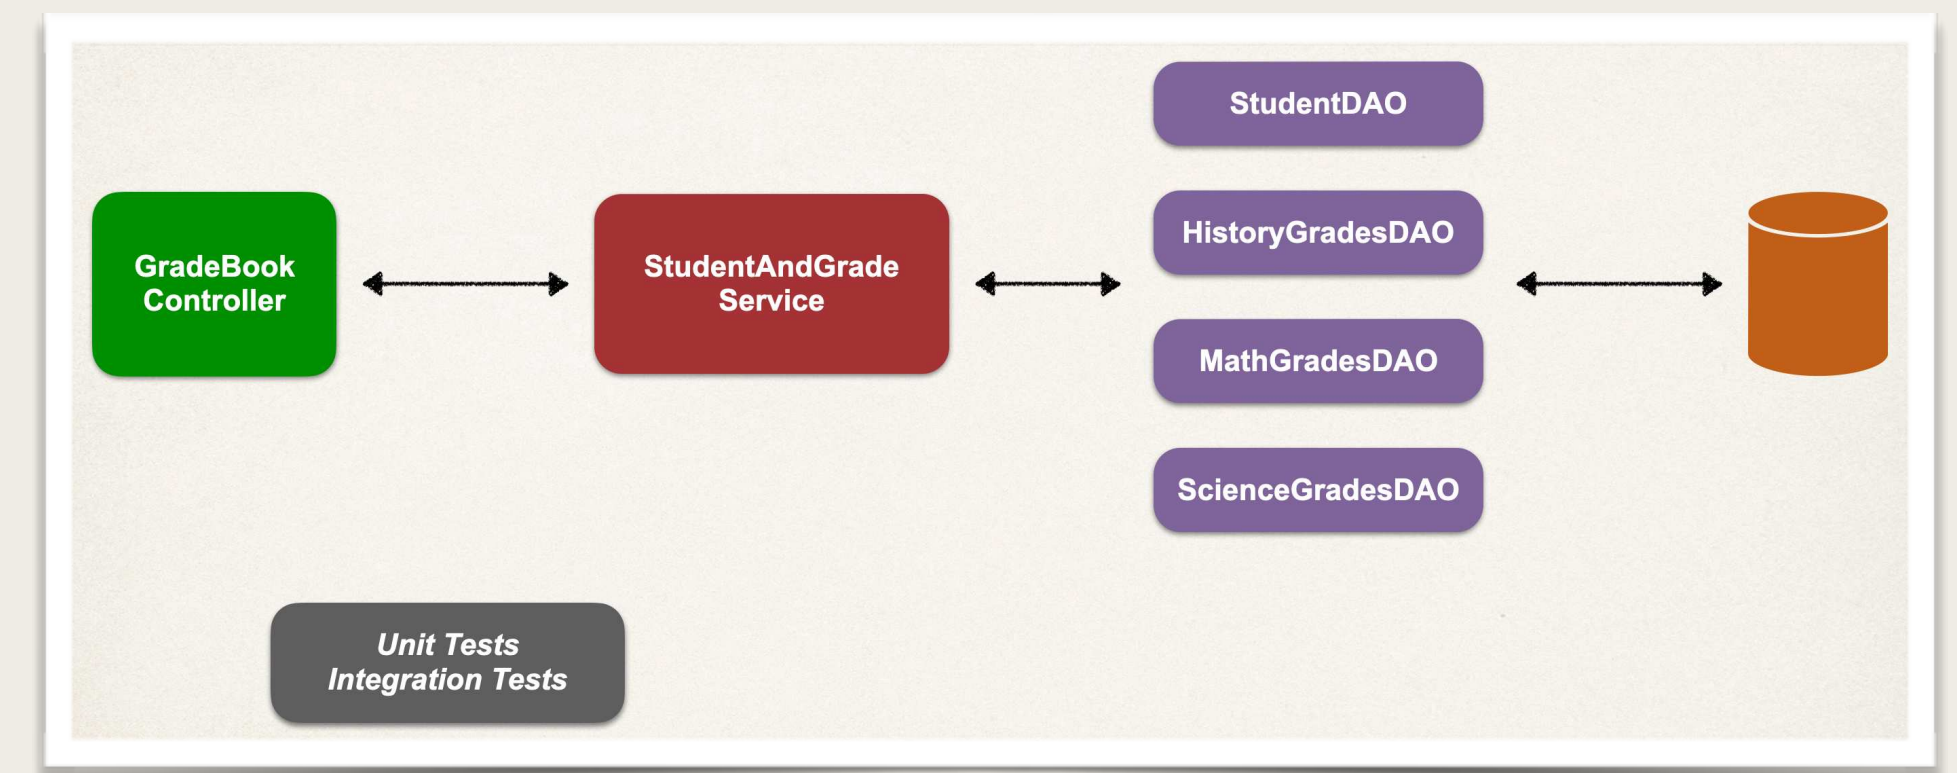 GradeBook
Controller
StudentAndGrade
Service
StudentDAO
HistoryGradesDAO
MathGradesDAO
ScienceGradesDAO
Unit Tests
Integration Tests